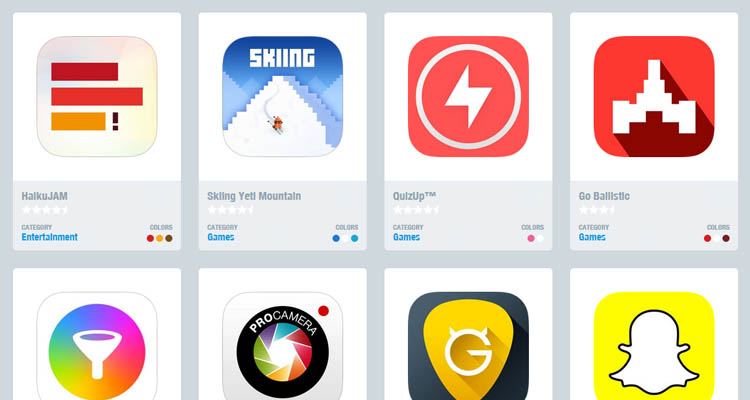 SKIING
HaikuJAM
CATEGORY COLORS
Entertainment
Skiing Yeti Mountain
CATEGORY COLORS
Games
QuizUp™
CATEGORY COLORS
Games
Go Ballistic
CATEGORY COLORS
Games
PROCAMERA
G